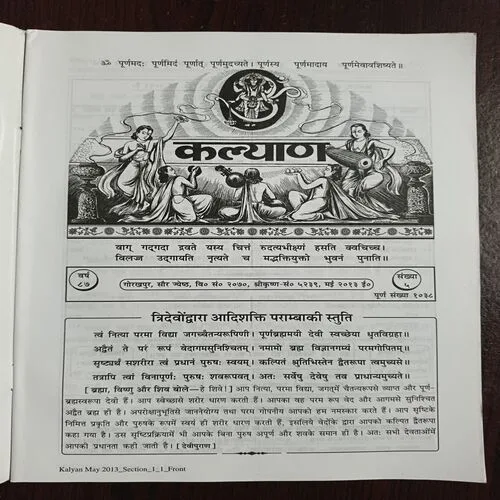 ॐ पूर्णमदः पूर्णमिदं पूर्णात् पूर्णमुदच्यते। पूर्णस्य पूर्णमादाय पूर्णमेवावशिष्यते॥
कल्याण
वाग् गद्गदा द्रवते यस्य चित्तं रुदत्यभीक्ष्णं हसति क्वचिच्च।
विलज्ज उद्गायति नृत्यते च मद्भक्तियुक्तो भुवनं पुनाति॥
वर्ष
८७
गोरखपुर, सौर ज्येष्ठ, वि० सं० २०७०, श्रीकृष्ण-सं० ५२३९, मई २०१३ ई०
संख्या
५
पूर्ण संख्या १०३८
त्रिदेवोंद्वारा आदिशक्ति पराम्बाकी स्तुति
त्वं नित्या परमा विद्या जगच्चैतन्यरूपिणी। पूर्णब्रह्ममयी देवी स्वच्छेया धृतविग्रहा॥
अद्वैतं ते परं रूपं वेदागमसुनिश्चितम्। नमामो ब्रह्म विज्ञानगम्यं परमगोपितम्॥
सृष्ट्यर्थं सशरीरा त्वं प्रधानं पुरुषः स्वयम्। कल्पितं श्रुतिभिस्तेन द्वैतरूपा त्वमुच्यसे॥
तत्रापि त्वां विनापूर्णः पुरुषः शवरूपवत्। अतः सर्वेषु देवेषु तव प्राधान्यमुच्यते॥
[ ब्रह्मा, विष्णु और शिव बोले—हे शिवे! ] आप नित्या, परमा विद्या, जगत्‌में चैतन्यरूपसे व्याप्त और पूर्ण-
ब्रह्मस्वरूपा देवी हैं। आप स्वेच्छासे शरीर धारण करती हैं। आपका वह परम रूप वेद और आगमसे सुनिश्चित
अद्वैत ब्रह्म ही है। अपरोक्षानुभूतिसे जाननेयोग्य तथा परम गोपनीय आपको हम नमस्कार करते हैं। आप सृष्टिके
निमित्त प्रकृति और पुरुषके रूपमें स्वयं ही शरीर धारण करती हैं, इसलिये वेदोंके द्वारा आपको कल्पित द्वैतरूपा
कहा गया है। उस सृष्टिप्रक्रियामें भी आपके बिना पुरुष अपूर्ण और शवके समान ही है। अतः सभी देवताओंमें
आपकी प्रधानता कही जाती है। [ देवीपुराण ]
Kalyan May 2013_Section_1_1_Front